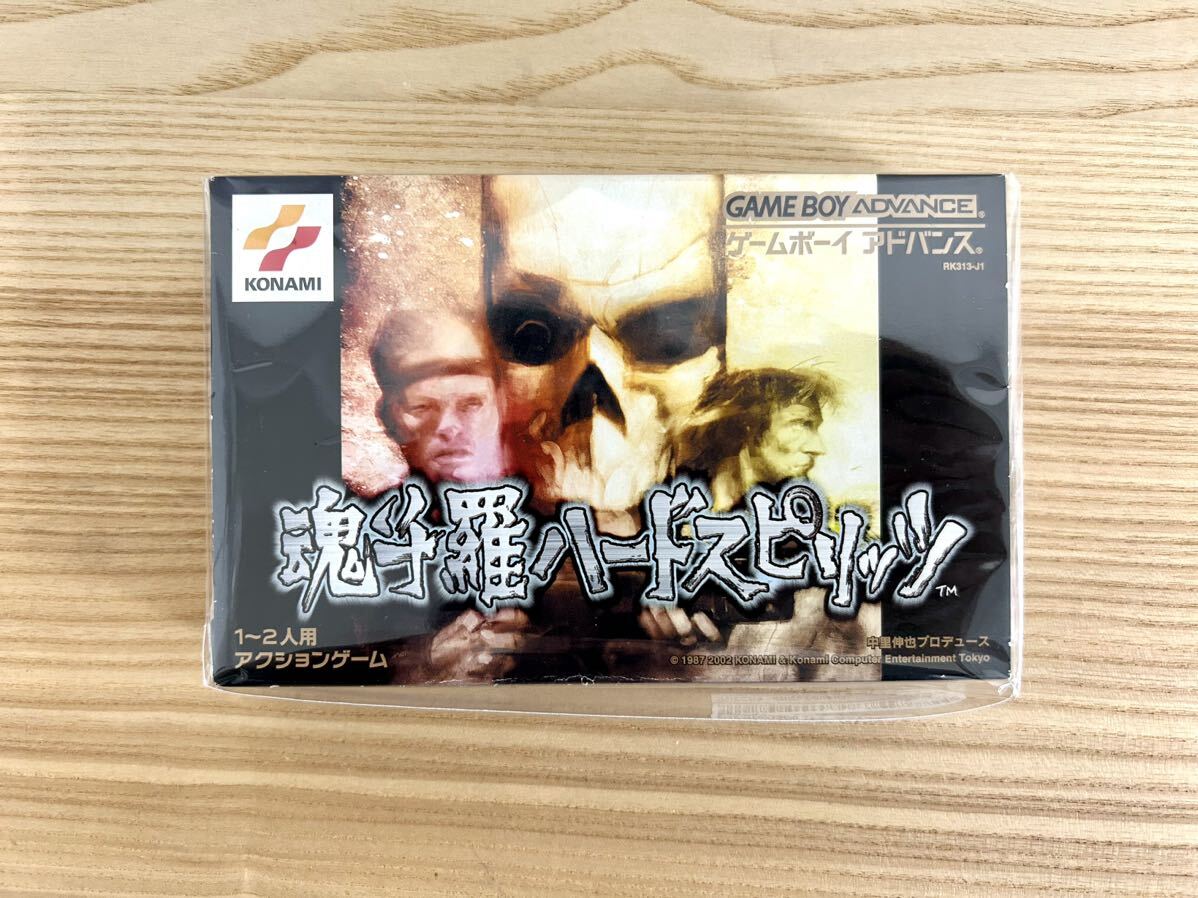 KONAMI
GAME BOY ADVANCE
ゲームボーイ アドバンス
RK313-J1
魂斗羅ハードスピリッツ™
1～2人用
アクションゲーム
中里伸也プロデュース
© 1987 2002 KONAMI & Konami Computer Entertainment Tokyo